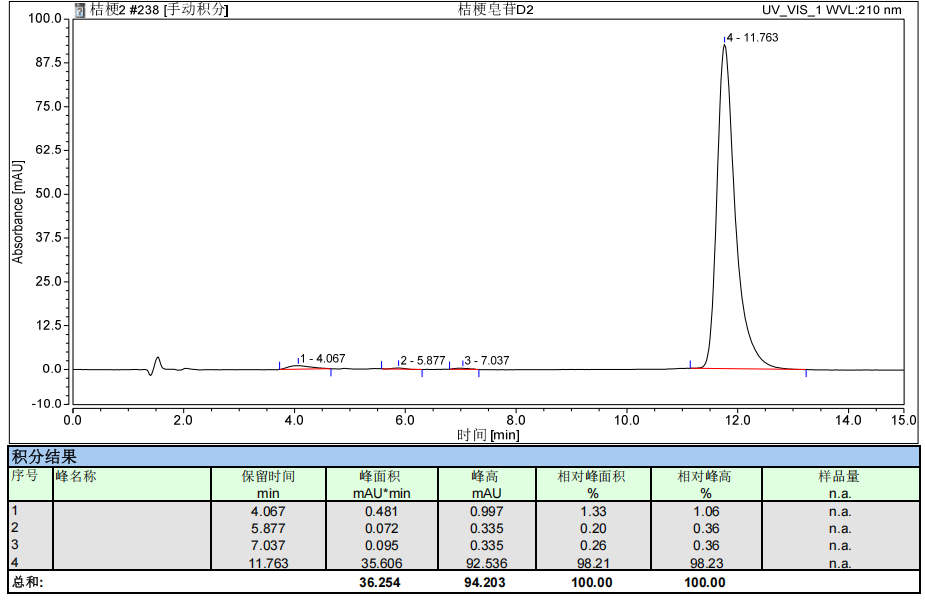 桔梗2 #238 [手动积分] 桔梗皂苷D2 UV_VIS_1 WVL:210 nm
100.0
87.5
75.0
62.5
50.0
37.5
25.0
12.5
0.0
-10.0
Absorbance [mAU]
4 - 11.763
1 - 4.067
2 - 5.877
3 - 7.037
0.0 2.0 4.0 6.0 8.0 10.0 12.0 14.0 15.0
时间 [min]
积分结果
序号 峰名称 保留时间 峰面积 峰高 相对峰面积 相对峰高 样品量
min mAU*min mAU % % n.a.
1 4.067 0.481 0.997 1.33 1.06 n.a.
2 5.877 0.072 0.335 0.20 0.36 n.a.
3 7.037 0.095 0.335 0.26 0.36 n.a.
4 11.763 35.606 92.536 98.21 98.23 n.a.
总和: 36.254 94.203 100.00 100.00